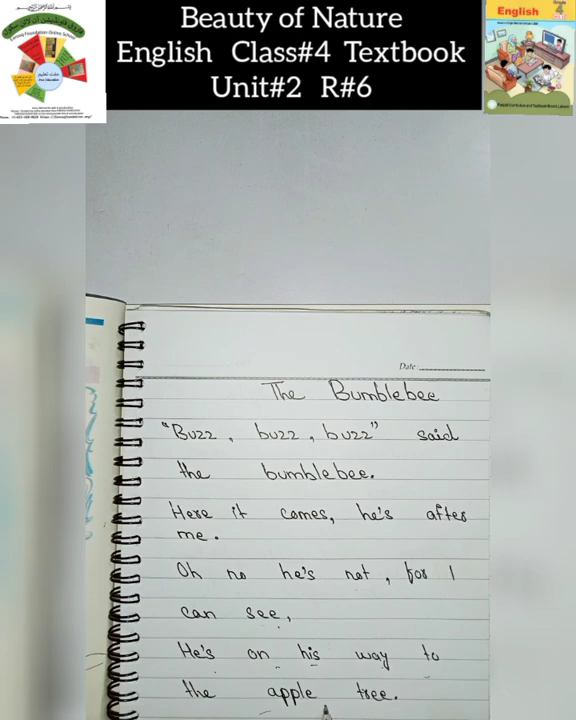 Beauty of Nature
English Class#4 Textbook
Unit#2 R#6
English
Grade
4
Date:
The Bumblebee
"Buzz, buzz, buzz" said
the bumblebee.
Here it comes, he's after
me.
Oh no he's not, for I
can see,
He's on his way to
the apple tree.